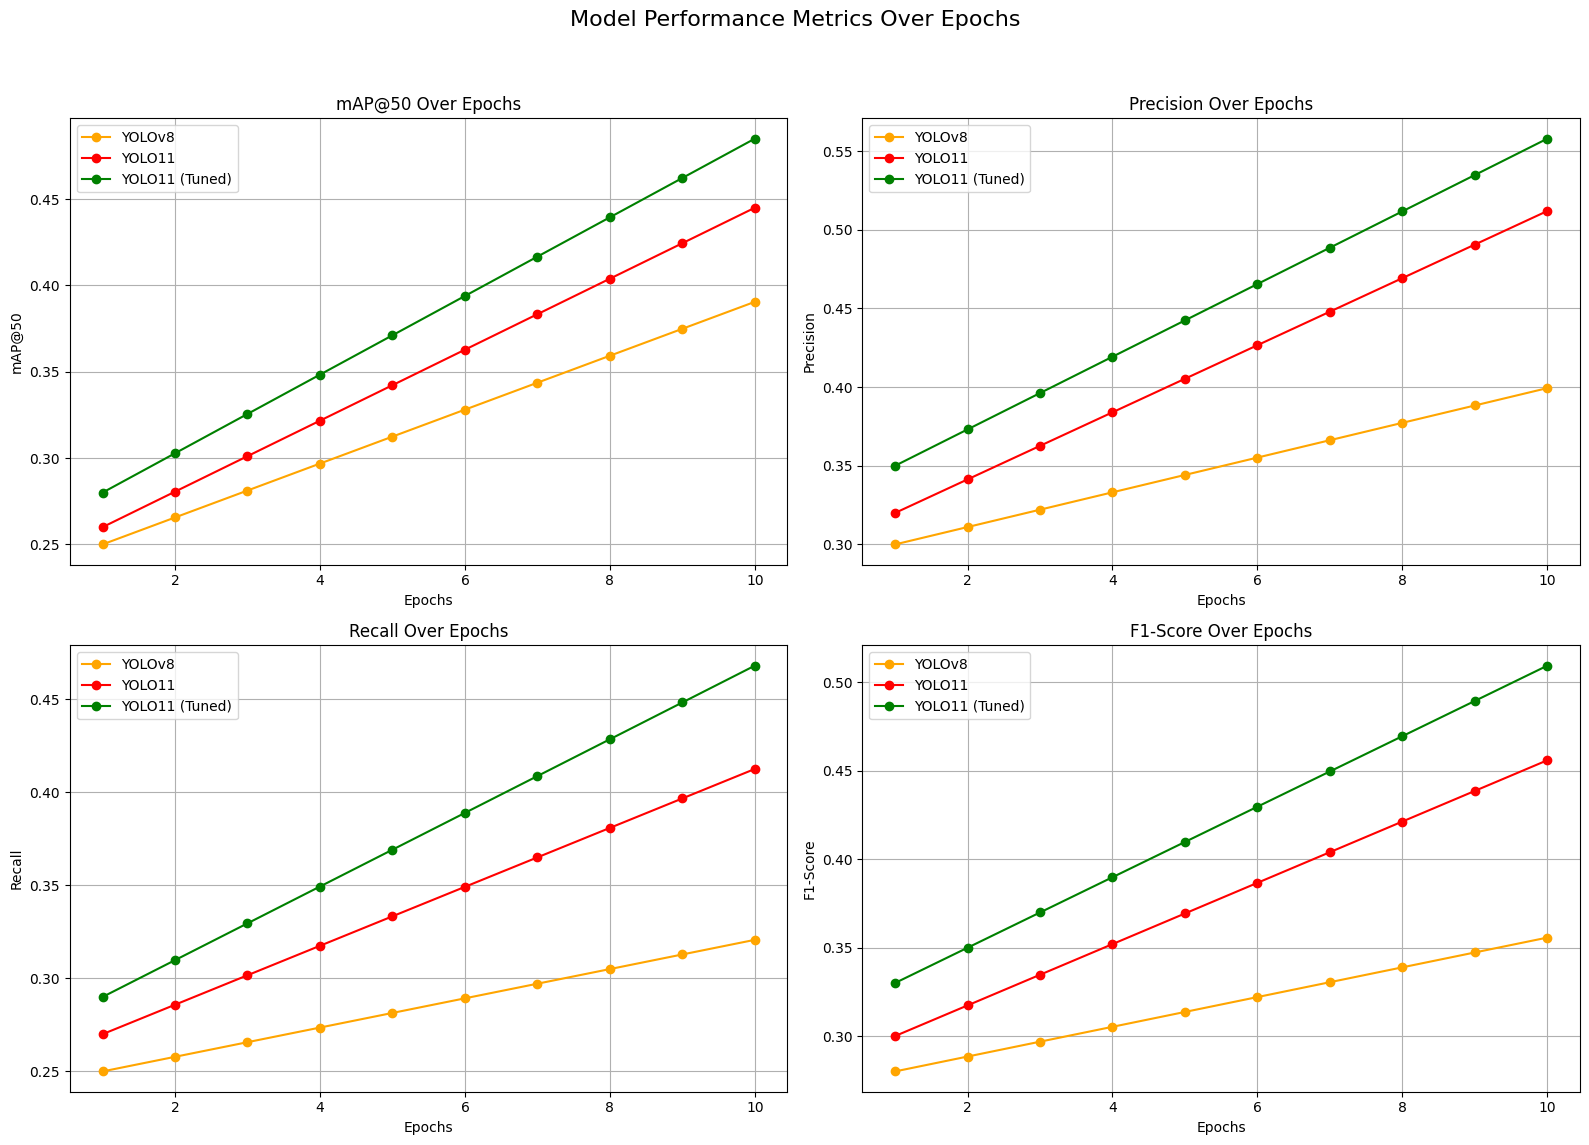 Model Performance Metrics Over Epochs
mAP@50 Over Epochs
YOLOv8
YOLO11
YOLO11 (Tuned)
mAP@50
0.45
0.40
0.35
0.30
0.25
2 4 6 8 10
Epochs
Precision Over Epochs
YOLOv8
YOLO11
YOLO11 (Tuned)
Precision
0.55
0.50
0.45
0.40
0.35
0.30
2 4 6 8 10
Epochs
Recall Over Epochs
YOLOv8
YOLO11
YOLO11 (Tuned)
Recall
0.45
0.40
0.35
0.30
0.25
2 4 6 8 10
Epochs
F1-Score Over Epochs
YOLOv8
YOLO11
YOLO11 (Tuned)
F1-Score
0.50
0.45
0.40
0.35
0.30
2 4 6 8 10
Epochs